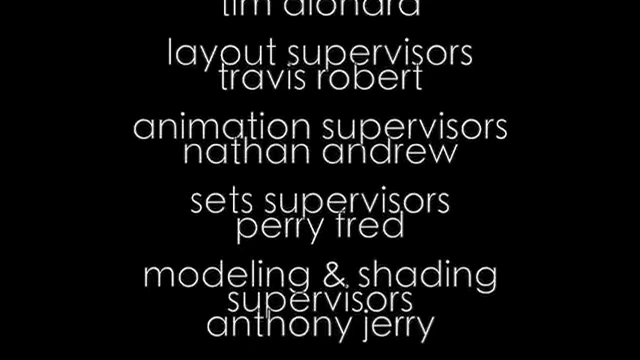 layout supervisors
travis robert
animation supervisors
nathan andrew
sets supervisors
perry fred
modeling & shading
supervisors
anthony jerry